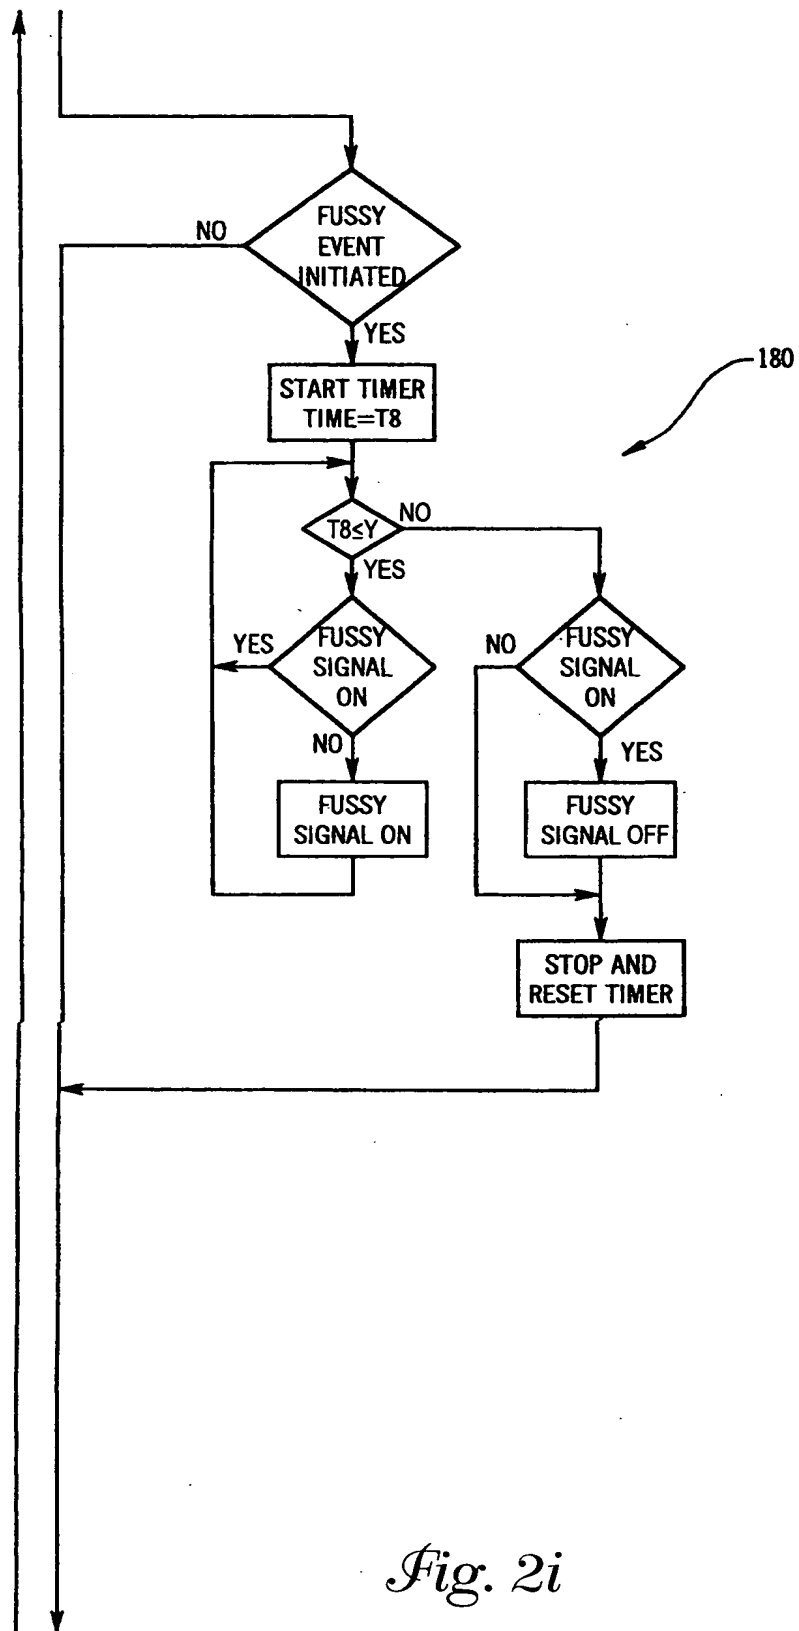 FUSSY
EVENT
INITIATED
NO
YES
180
START TIMER
TIME=T8
T8≤Y
NO
YES
FUSSY
SIGNAL
ON
YES
NO
FUSSY
SIGNAL
ON
NO
YES
FUSSY
SIGNAL ON
FUSSY
SIGNAL OFF
STOP AND
RESET TIMER
Fig. 2i